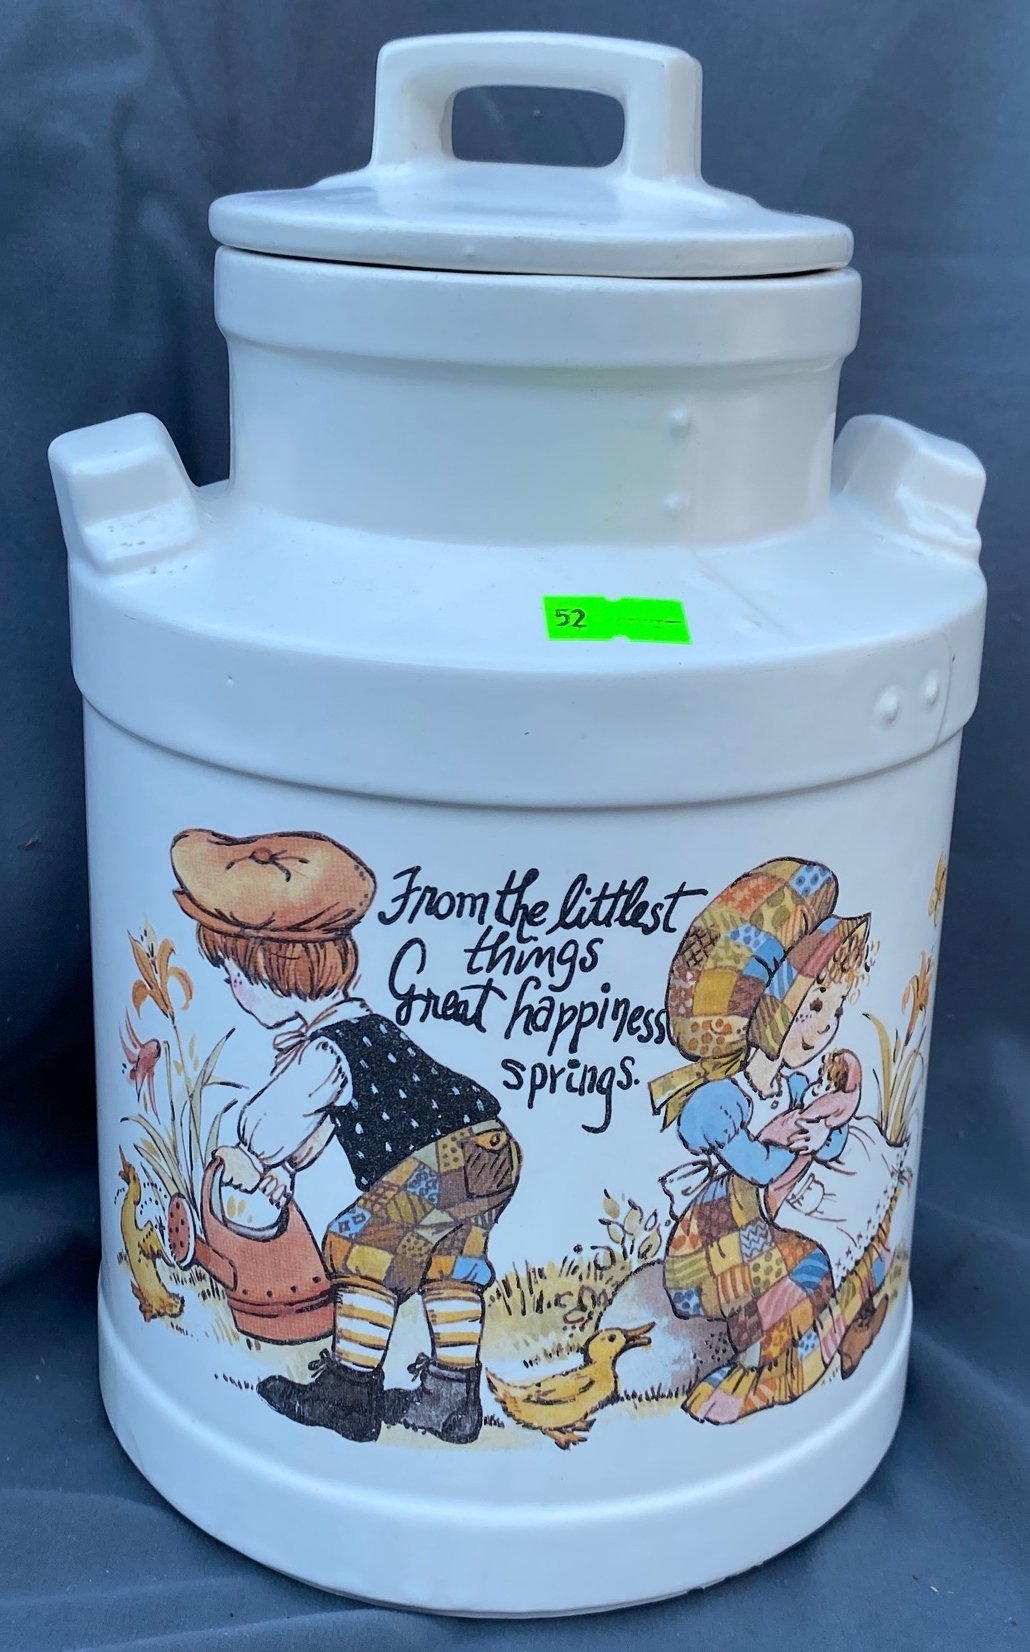 52
From the littlest
things
Great happiness
springs.